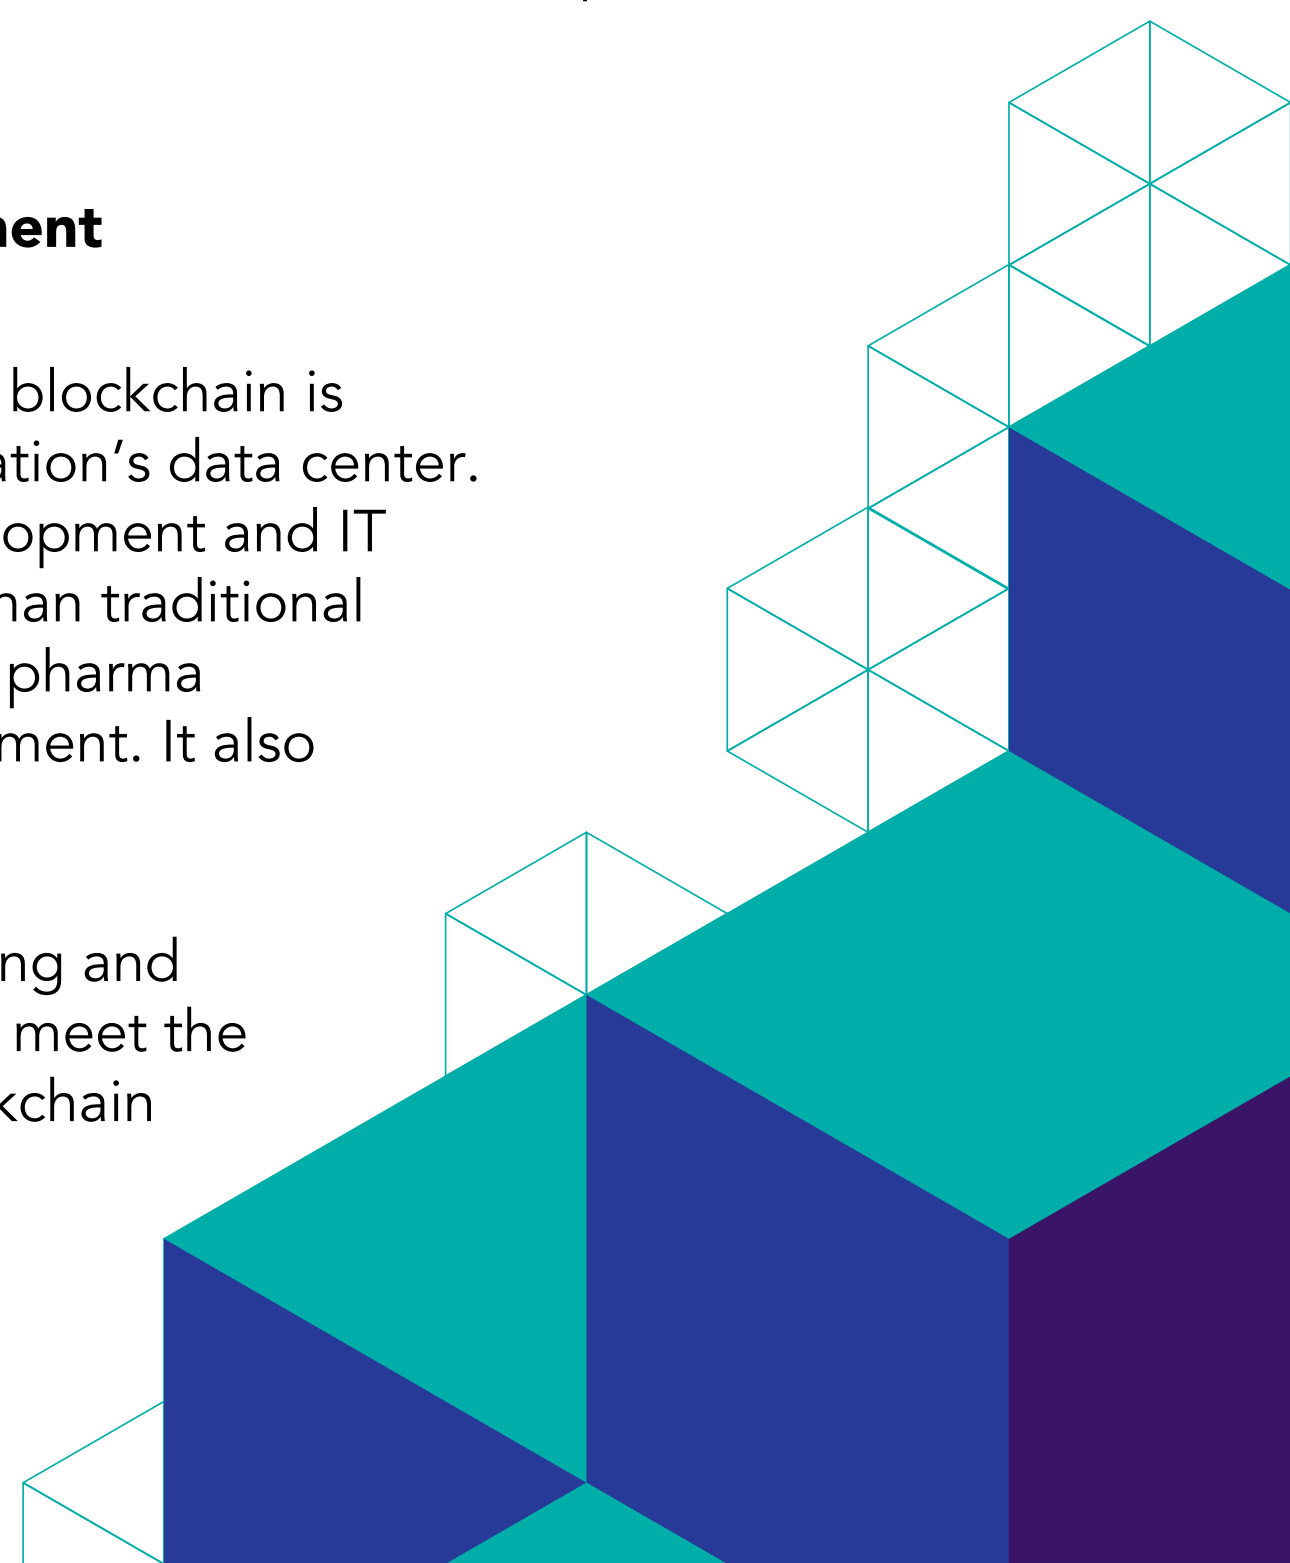 ent
blockchain is
ation’s data center.
opment and IT
han traditional
pharma
ment. It also
ng and
meet the
kchain